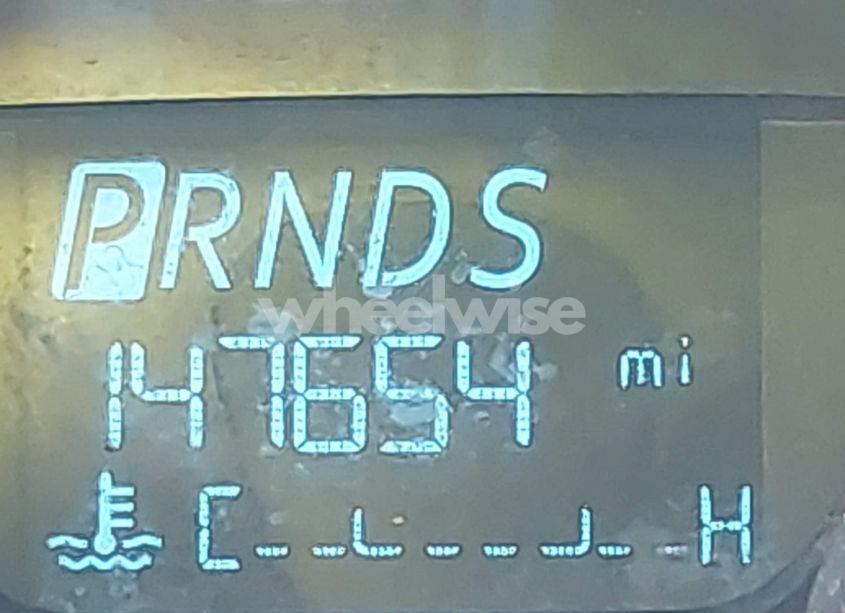 PRNDS
wheelwise
147654 mi
C H